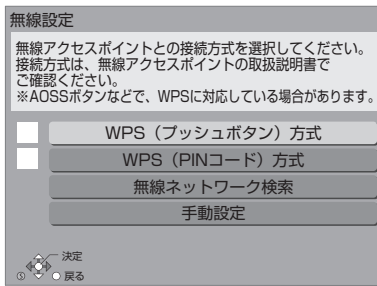 無線設定
無線アクセスポイントとの接続方式を選択してください。
接続方式は、無線アクセスポイントの取扱説明書で
ご確認ください。
※AOSSボタンなどで、WPSに対応している場合があります。
WPS（プッシュボタン）方式
WPS（PINコード）方式
無線ネットワーク検索
手動設定
決定
Ⓢ 戻る